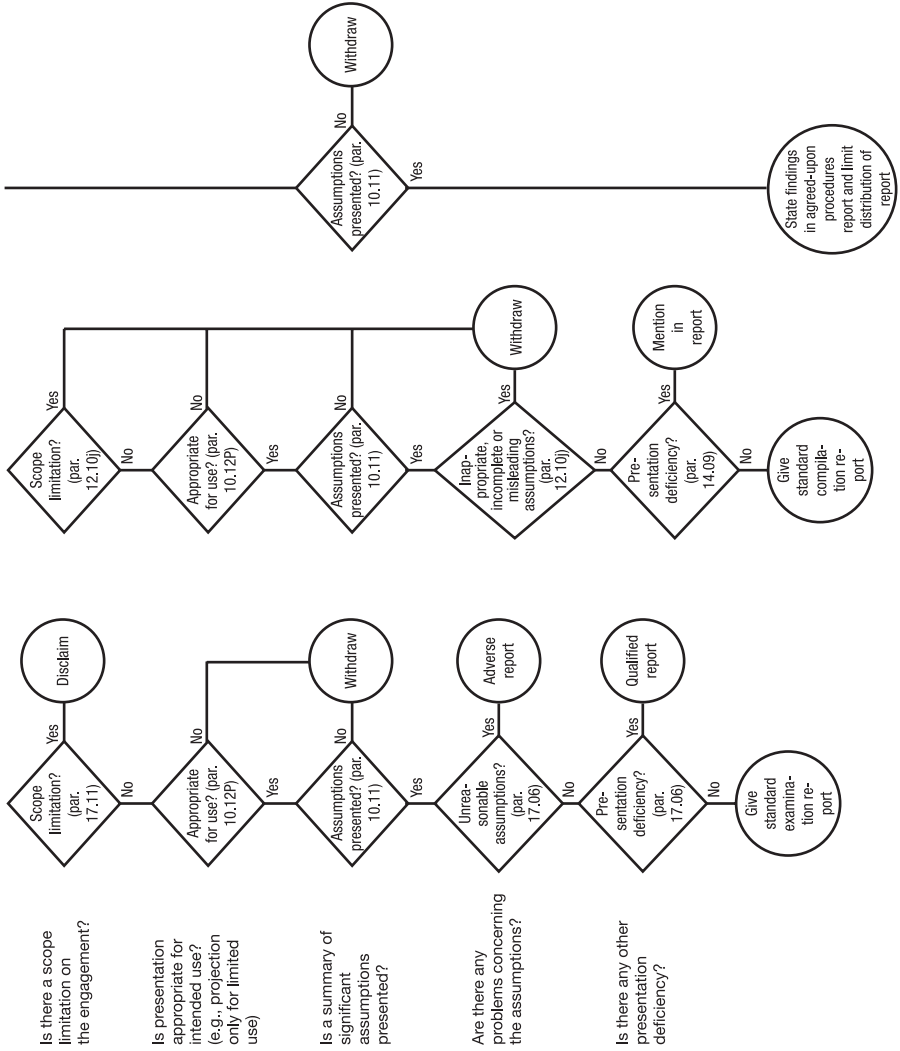 Is there a scope
limitation on
the engagement?
Scope
limitation?
(par.
17.11)
Yes
Disclaim
No
Scope
limitation?
(par.
12.10j)
Yes
No
Is presentation
appropriate for
intended use?
(e.g., projection
only for limited
use)
Appropriate
for use? (par.
10.12P)
No
Yes
Appropriate
for use? (par.
10.12P)
No
Yes
Is a summary of
significant
assumptions
presented?
Assumptions
presented? (par.
10.11)
No
Withdraw
Yes
Assumptions
presented? (par.
10.11)
No
Yes
Assumptions
presented? (par.
10.11)
No
Withdraw
Yes
Are there any
problems concerning
the assumptions?
Unrea-
sonable
assumptions?
(par.
17.06)
Yes
Adverse
report
No
Inap-
propriate,
incomplete or
misleading
assumptions?
(par.
12.10j)
Yes
Withdraw
No
Is there any other
presentation
deficiency?
Pre-
sentation
deficiency?
(par.
17.06)
Yes
Qualified
report
No
Pre-
sentation
deficiency?
(par.
14.09)
Yes
Mention
in
report
No
Give
standard
examina-
tion re-
port
Give
standard
compila-
tion re-
port
State findings
in agreed-upon
procedures
report and limit
distribution of
report